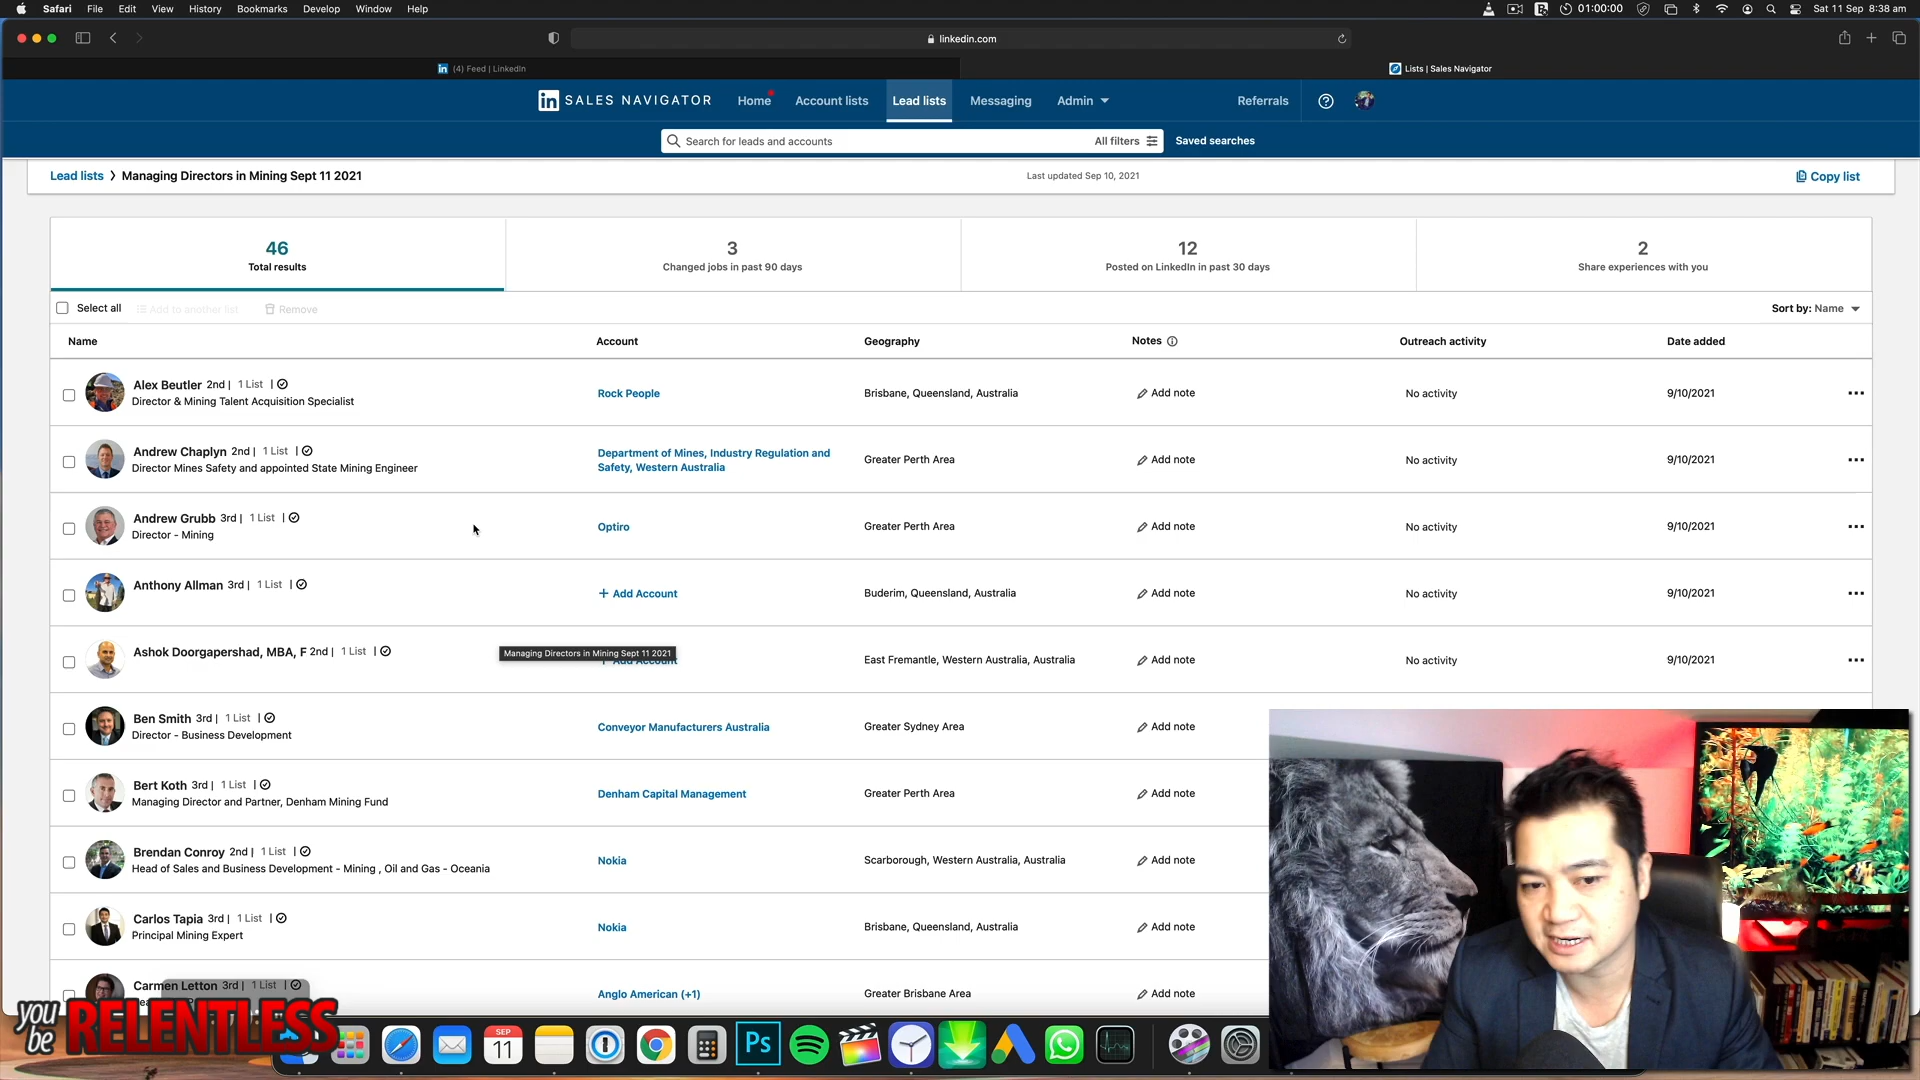 Safari File Edit View History Bookmarks Develop Window Help
01:00:00
Sat 11 Sep 8:38 am
linkedin.com
in (4) Feed | LinkedIn
Lists | Sales Navigator
in SALES NAVIGATOR Home Account lists Lead lists Messaging Admin Referrals
Search for leads and accounts All filters Saved searches
Lead lists Managing Directors in Mining Sept 11 2021
Last updated Sep 10, 2021
Copy list
46 3 12 2
Total results Changed jobs in past 90 days Posted on LinkedIn in past 30 days Share experiences with you
Select all Add to another list Remove Sort by: Name
Name Account Geography Notes Outreach activity Date added
Alex Beutler 2nd | 1 List |
Director & Mining Talent Acquisition Specialist
Rock People
Brisbane, Queensland, Australia
Add note
No activity
9/10/2021
Andrew Chaplyn 2nd | 1 List |
Director Mines Safety and appointed State Mining Engineer
Department of Mines, Industry Regulation and
Safety, Western Australia
Greater Perth Area
Add note
No activity
9/10/2021
Andrew Grubb 3rd | 1 List |
Director - Mining
Optiro
Greater Perth Area
Add note
No activity
9/10/2021
Anthony Allman 3rd | 1 List |
+ Add Account
Buderim, Queensland, Australia
Add note
No activity
9/10/2021
Ashok Doorgapershad, MBA, F 2nd | 1 List |
Managing Directors in Mining Sept 11 2021
+ Add Account
East Fremantle, Western Australia, Australia
Add note
No activity
9/10/2021
Ben Smith 3rd | 1 List |
Director - Business Development
Conveyor Manufacturers Australia
Greater Sydney Area
Add note
Bert Koth 3rd | 1 List |
Managing Director and Partner, Denham Mining Fund
Denham Capital Management
Greater Perth Area
Add note
Brendan Conroy 2nd | 1 List |
Head of Sales and Business Development - Mining , Oil and Gas - Oceania
Nokia
Scarborough, Western Australia, Australia
Add note
Carlos Tapia 3rd | 1 List |
Principal Mining Expert
Nokia
Brisbane, Queensland, Australia
Add note
Carmen Letton 3rd | 1 List |
Anglo American (+1)
Greater Brisbane Area
Add note
you be RELENTLESS
SEP
11
Ps